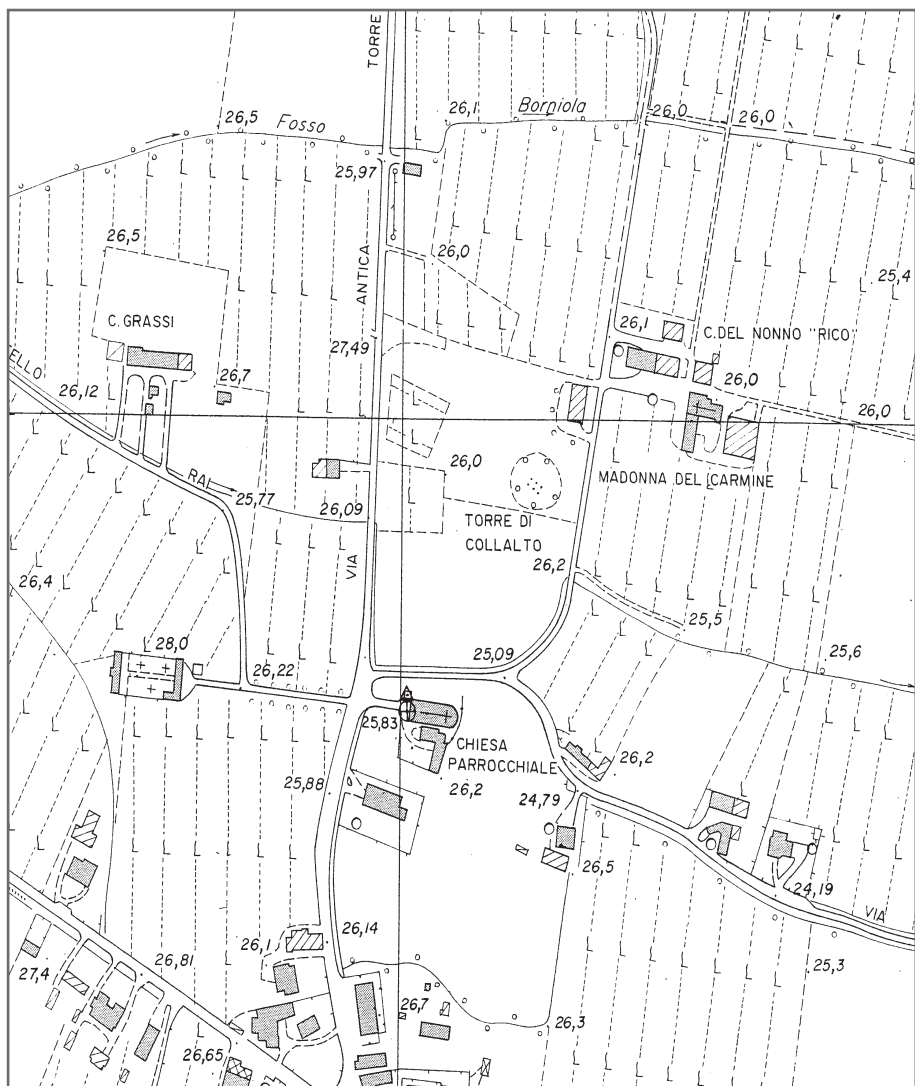 TORRE
26,5
Fosso
26,1
Borniola
26,0
26,0
25,97
26,5
ANTICA
26,0
25,4
C. GRASSI
27,49
26,1
C. DEL NONNO "RICO"
ELLO
26,12
26,7
26,0
26,0
RAI
25,77
26,09
26,0
MADONNA DEL CARMINE
TORRE DI
COLLALTO
VIA
26,4
26,2
25,5
28,0
26,22
25,09
25,6
25,83
CHIESA
PARROCCHIALE
26,2
25,88
26,2
24,79
26,5
24,19
VIA
26,1
26,14
27,4
26,81
25,3
26,7
26,3
26,65